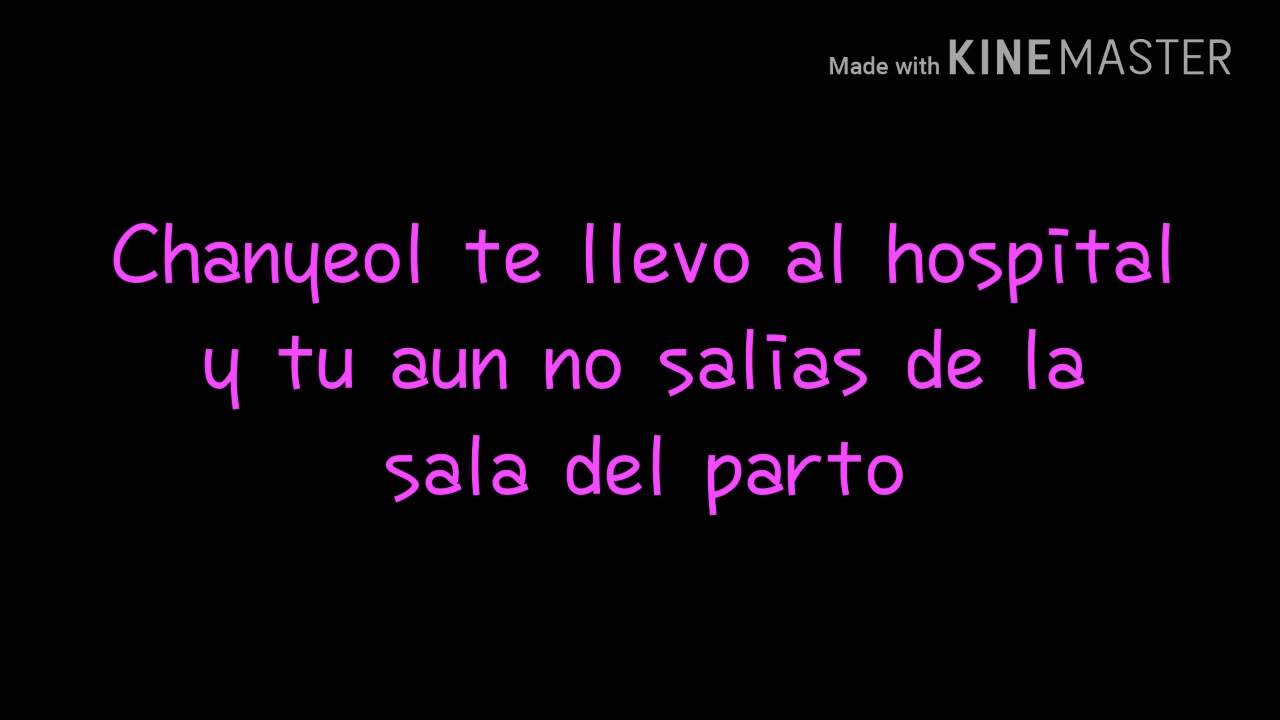 Made with KINEMASTER
Chanyeol te llevo al hospital
y tu aun no salias de la
sala del parto